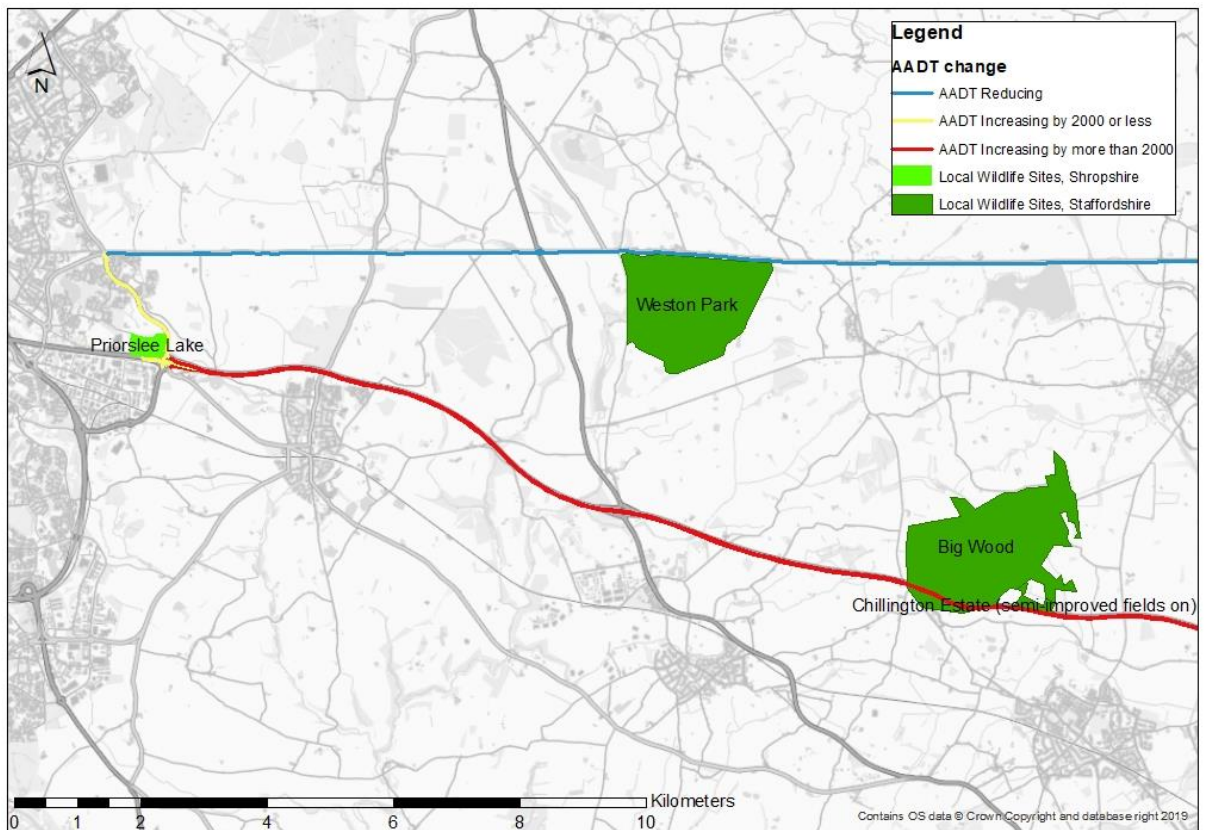 Legend
AADT change
AADT Reducing
AADT Increasing by 2000 or less
AADT Increasing by more than 2000
Local Wildlife Sites, Shropshire
Local Wildlife Sites, Staffordshire
N
Weston Park
Priorslee Lake
Big Wood
Chillington Estate (semi-improved fields on)
Kilometers
0 1 2 4 6 8 10
Contains OS data © Crown Copyright and database right 2019